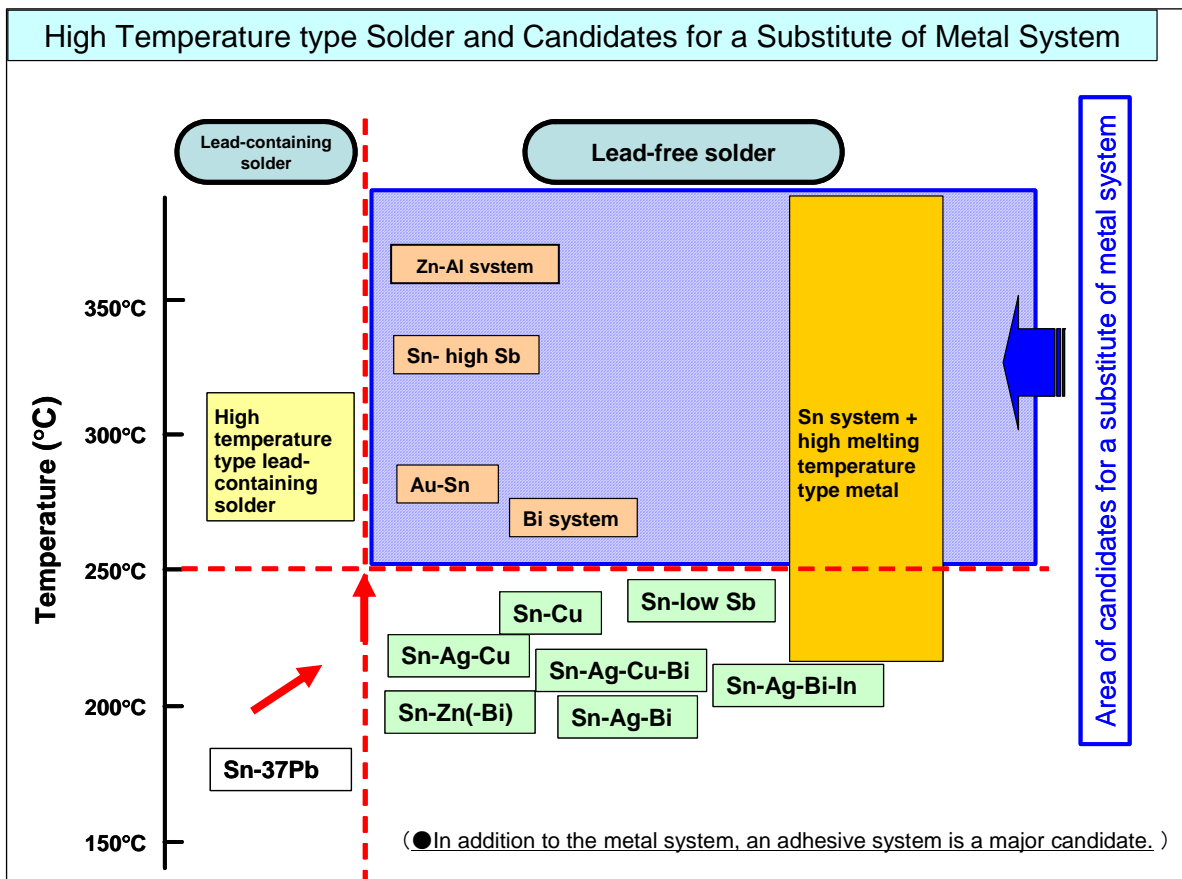 High Temperature type Solder and Candidates for a Substitute of Metal System
Lead-containing
solder
Lead-free solder
Area of candidates for a substitute of metal system
Temperature (°C)
350°C
300°C
250°C
200°C
150°C
Zn-Al svstem
Sn- high Sb
High
temperature
type lead-
containing
solder
Au-Sn
Bi system
Sn system +
high melting
temperature
type metal
Sn-Cu
Sn-low Sb
Sn-Ag-Cu
Sn-Ag-Cu-Bi
Sn-Ag-Bi-In
Sn-Zn(-Bi)
Sn-Ag-Bi
Sn-37Pb
(●In addition to the metal system, an adhesive system is a major candidate. )